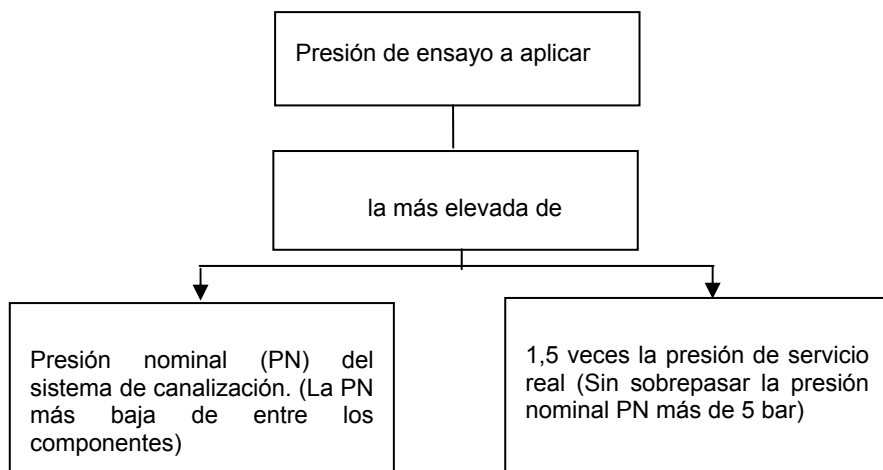 Presión de ensayo a aplicar
la más elevada de
Presión nominal (PN) del
sistema de canalización. (La PN
más baja de entre los
componentes)
1,5 veces la presión de servicio
real (Sin sobrepasar la presión
nominal PN más de 5 bar)